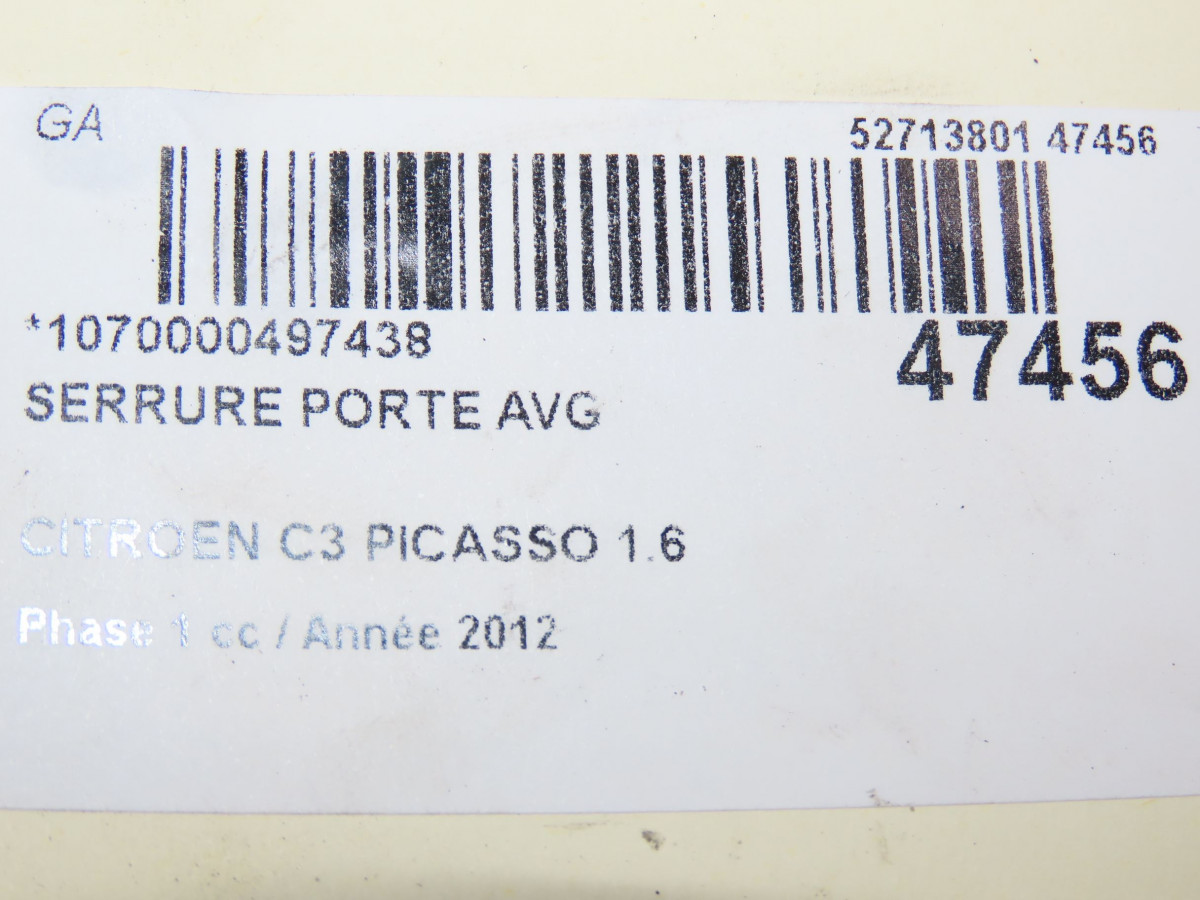 GA
52713801 47456
*1070000497438
47456
SERRURE PORTE AVG
CITROEN C3 PICASSO 1.6
Phase 1 cc / Année 2012